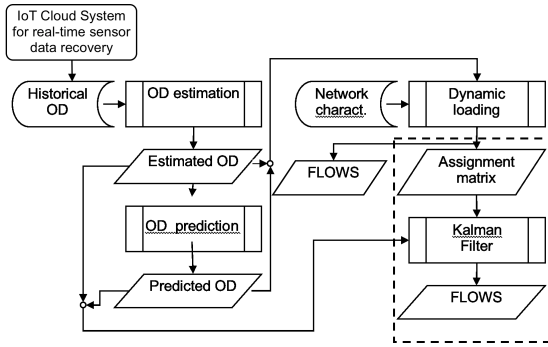 IoT Cloud System
for real-time sensor
data recovery
Historical
OD
OD estimation
Network
charact.
Dynamic
loading
Estimated OD
FLOWS
Assignment
matrix
OD prediction
Kalman
Filter
Predicted OD
FLOWS